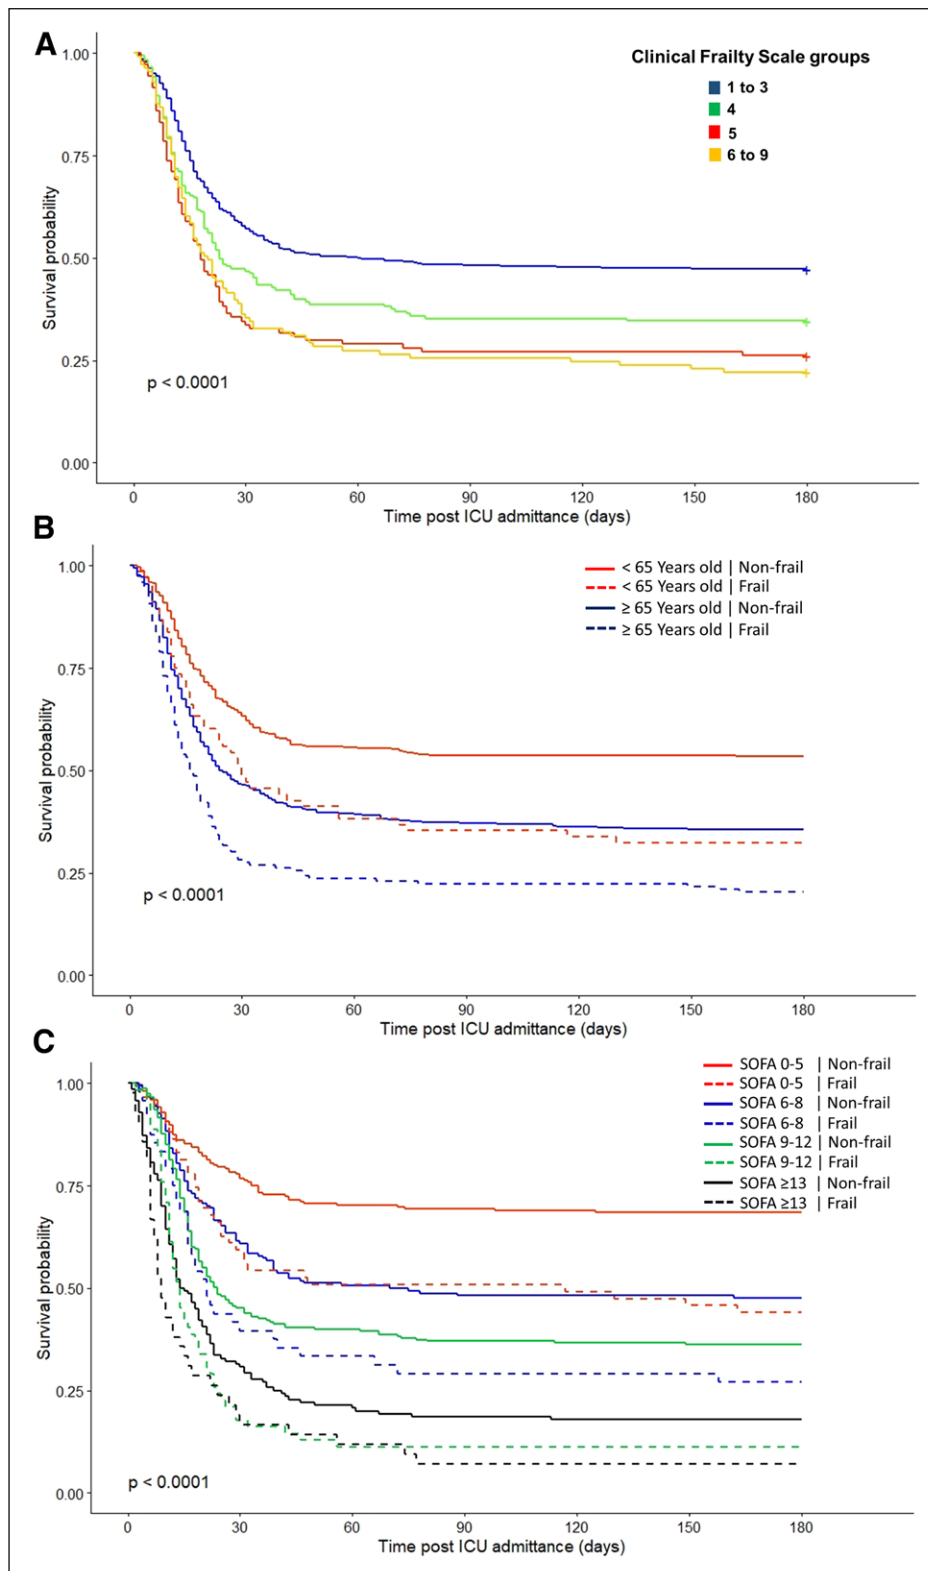 A
Clinical Frailty Scale groups
1 to 3
4
5
6 to 9
1.00
0.75
0.50
0.25
0.00
Survival probability
p < 0.0001
0 30 60 90 120 150 180
Time post ICU admittance (days)
B
< 65 Years old | Non-frail
< 65 Years old | Frail
≥ 65 Years old | Non-frail
≥ 65 Years old | Frail
1.00
0.75
0.50
0.25
0.00
Survival probability
p < 0.0001
0 30 60 90 120 150 180
Time post ICU admittance (days)
C
SOFA 0-5 | Non-frail
SOFA 0-5 | Frail
SOFA 6-8 | Non-frail
SOFA 6-8 | Frail
SOFA 9-12 | Non-frail
SOFA 9-12 | Frail
SOFA ≥13 | Non-frail
SOFA ≥13 | Frail
1.00
0.75
0.50
0.25
0.00
Survival probability
p < 0.0001
0 30 60 90 120 150 180
Time post ICU admittance (days)